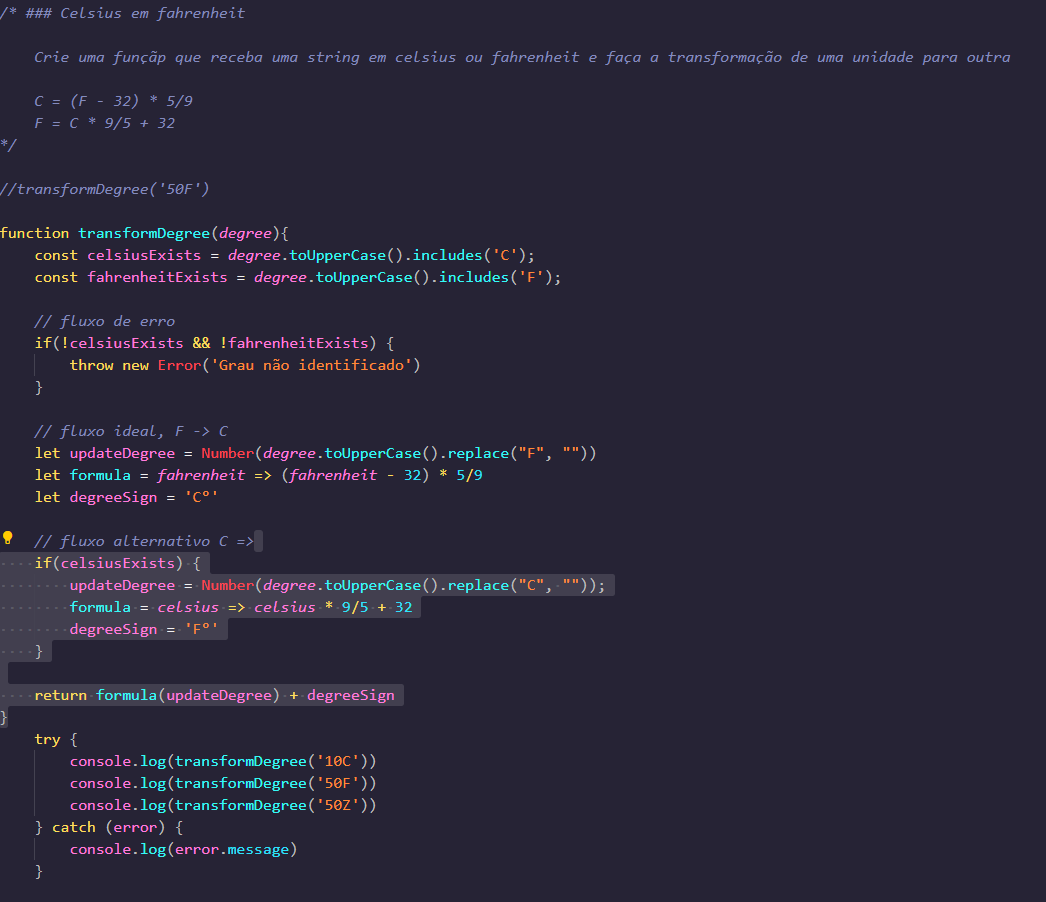 /* ### Celsius em fahrenheit
Crie uma funçãp que receba uma string em celsius ou fahrenheit e faça a transformação de uma unidade para outra
C = (F - 32) * 5/9
F = C * 9/5 + 32
*/
//transformDegree('50F')
function transformDegree(degree){
const celsiusExists = degree.toUpperCase().includes('C');
const fahrenheitExists = degree.toUpperCase().includes('F');
// fluxo de erro
if(!celsiusExists && !fahrenheitExists) {
throw new Error('Grau não identificado')
}
// fluxo ideal, F -> C
let updateDegree = Number(degree.toUpperCase().replace("F", ""))
let formula = fahrenheit => (fahrenheit - 32) * 5/9
let degreeSign = 'C°'
// fluxo alternativo C =>
if(celsiusExists) {
updateDegree = Number(degree.toUpperCase().replace("C", ""));
formula = celsius => celsius * 9/5 + 32
degreeSign = 'F°'
}
return formula(updateDegree) + degreeSign
}
try {
console.log(transformDegree('10C'))
console.log(transformDegree('50F'))
console.log(transformDegree('50Z'))
} catch (error) {
console.log(error.message)
}